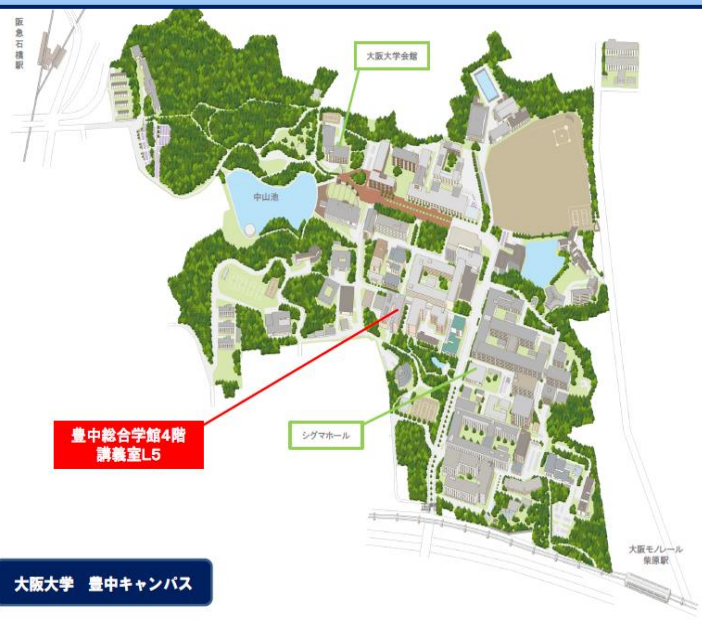 阪急石橋駅
大阪大学会館
中山池
豊中総合学館4階
講義室L5
シグマホール
大阪モノレール
柴原駅
大阪大学 豊中キャンパス